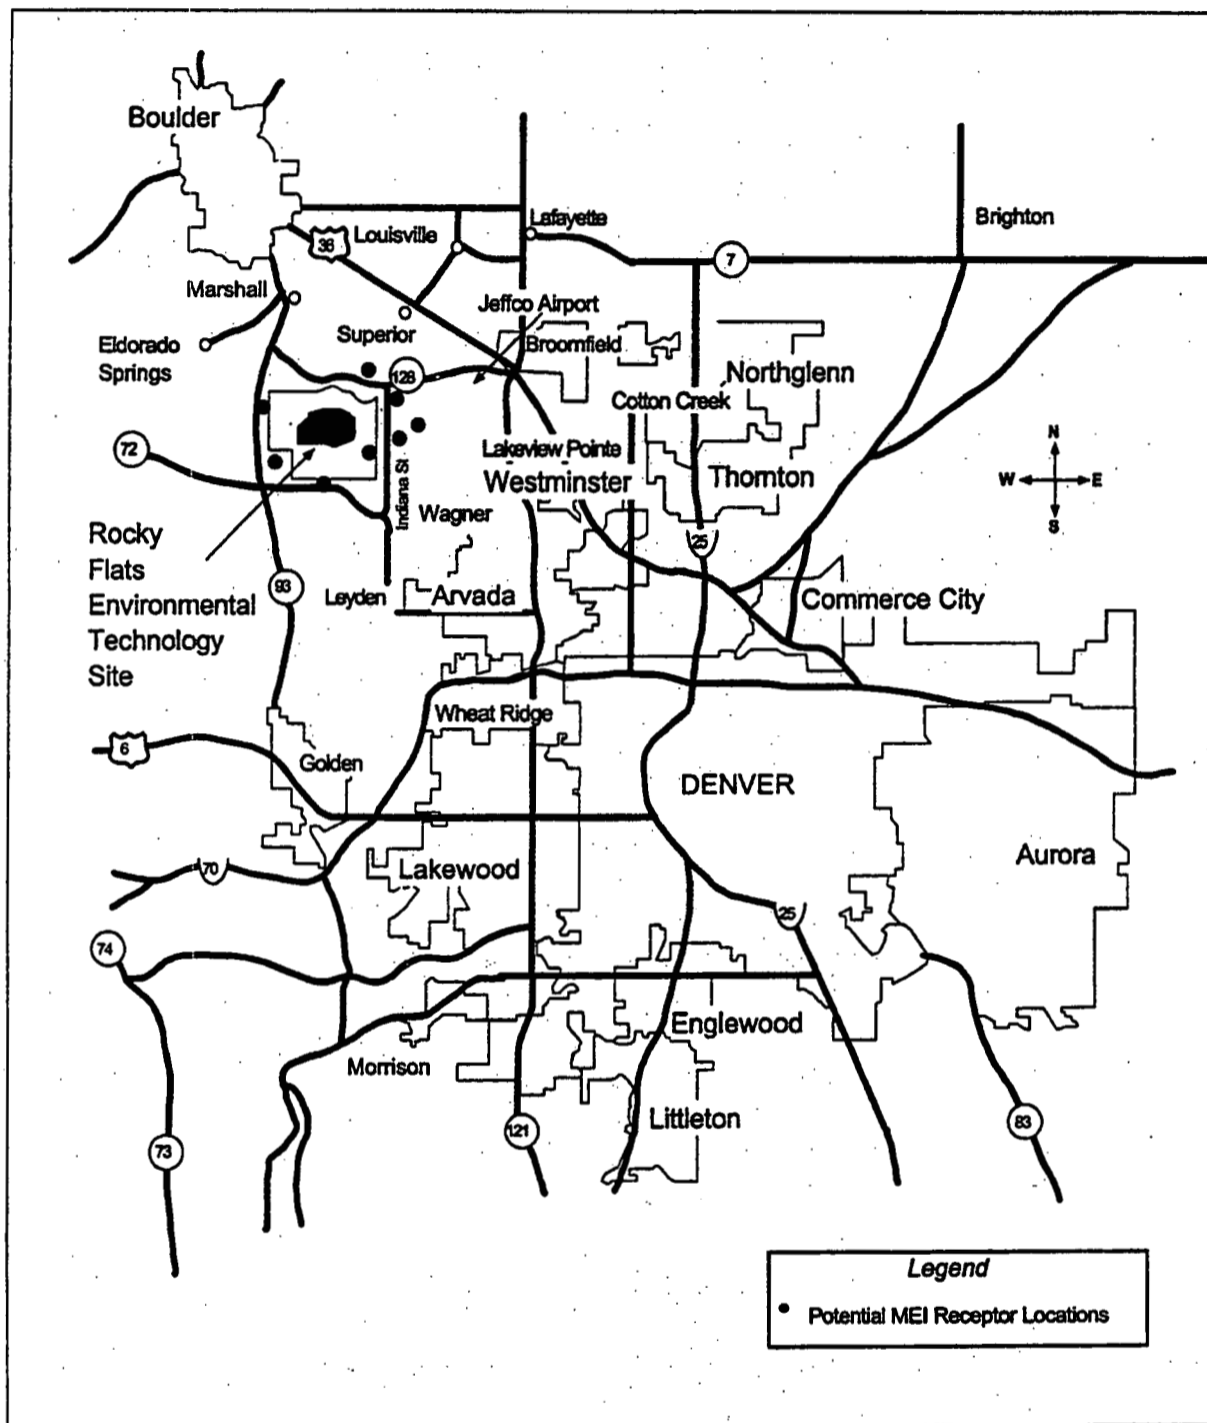 Boulder
Lafayette
Brighton
36
Louisville
7
Marshall
Jeffco Airport
Superior
Eldorado
Springs
Broomfield
128
Northglenn
Cotton Creek
72
Lakeview Pointe
Westminster
Thornton
N
W
E
S
Indiana St
Wagner
Rocky
Flats
Environmental
Technology
Site
25
93
Leyden
Arvada
Commerce City
Wheat Ridge
6
Golden
DENVER
70
Lakewood
Aurora
25
74
Englewood
Morrison
Littleton
121
83
73
Legend
Potential MEI Receptor Locations